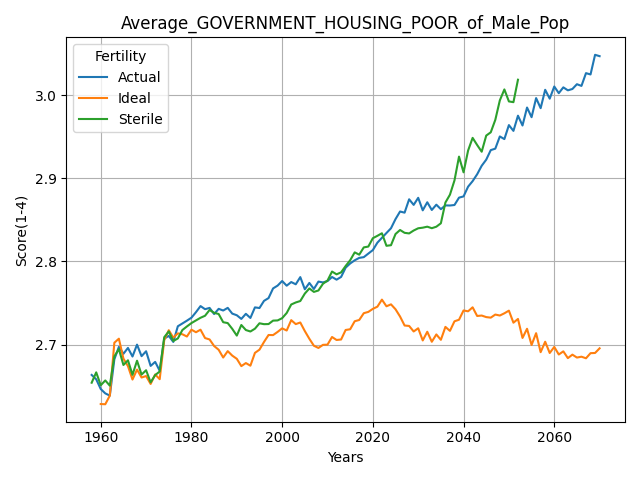 Average_GOVERNMENT_HOUSING_POOR_of_Male_Pop
Fertility
Actual
Ideal
Sterile
Score(1-4)
3.0
2.9
2.8
2.7
1960 1980 2000 2020 2040 2060
Years